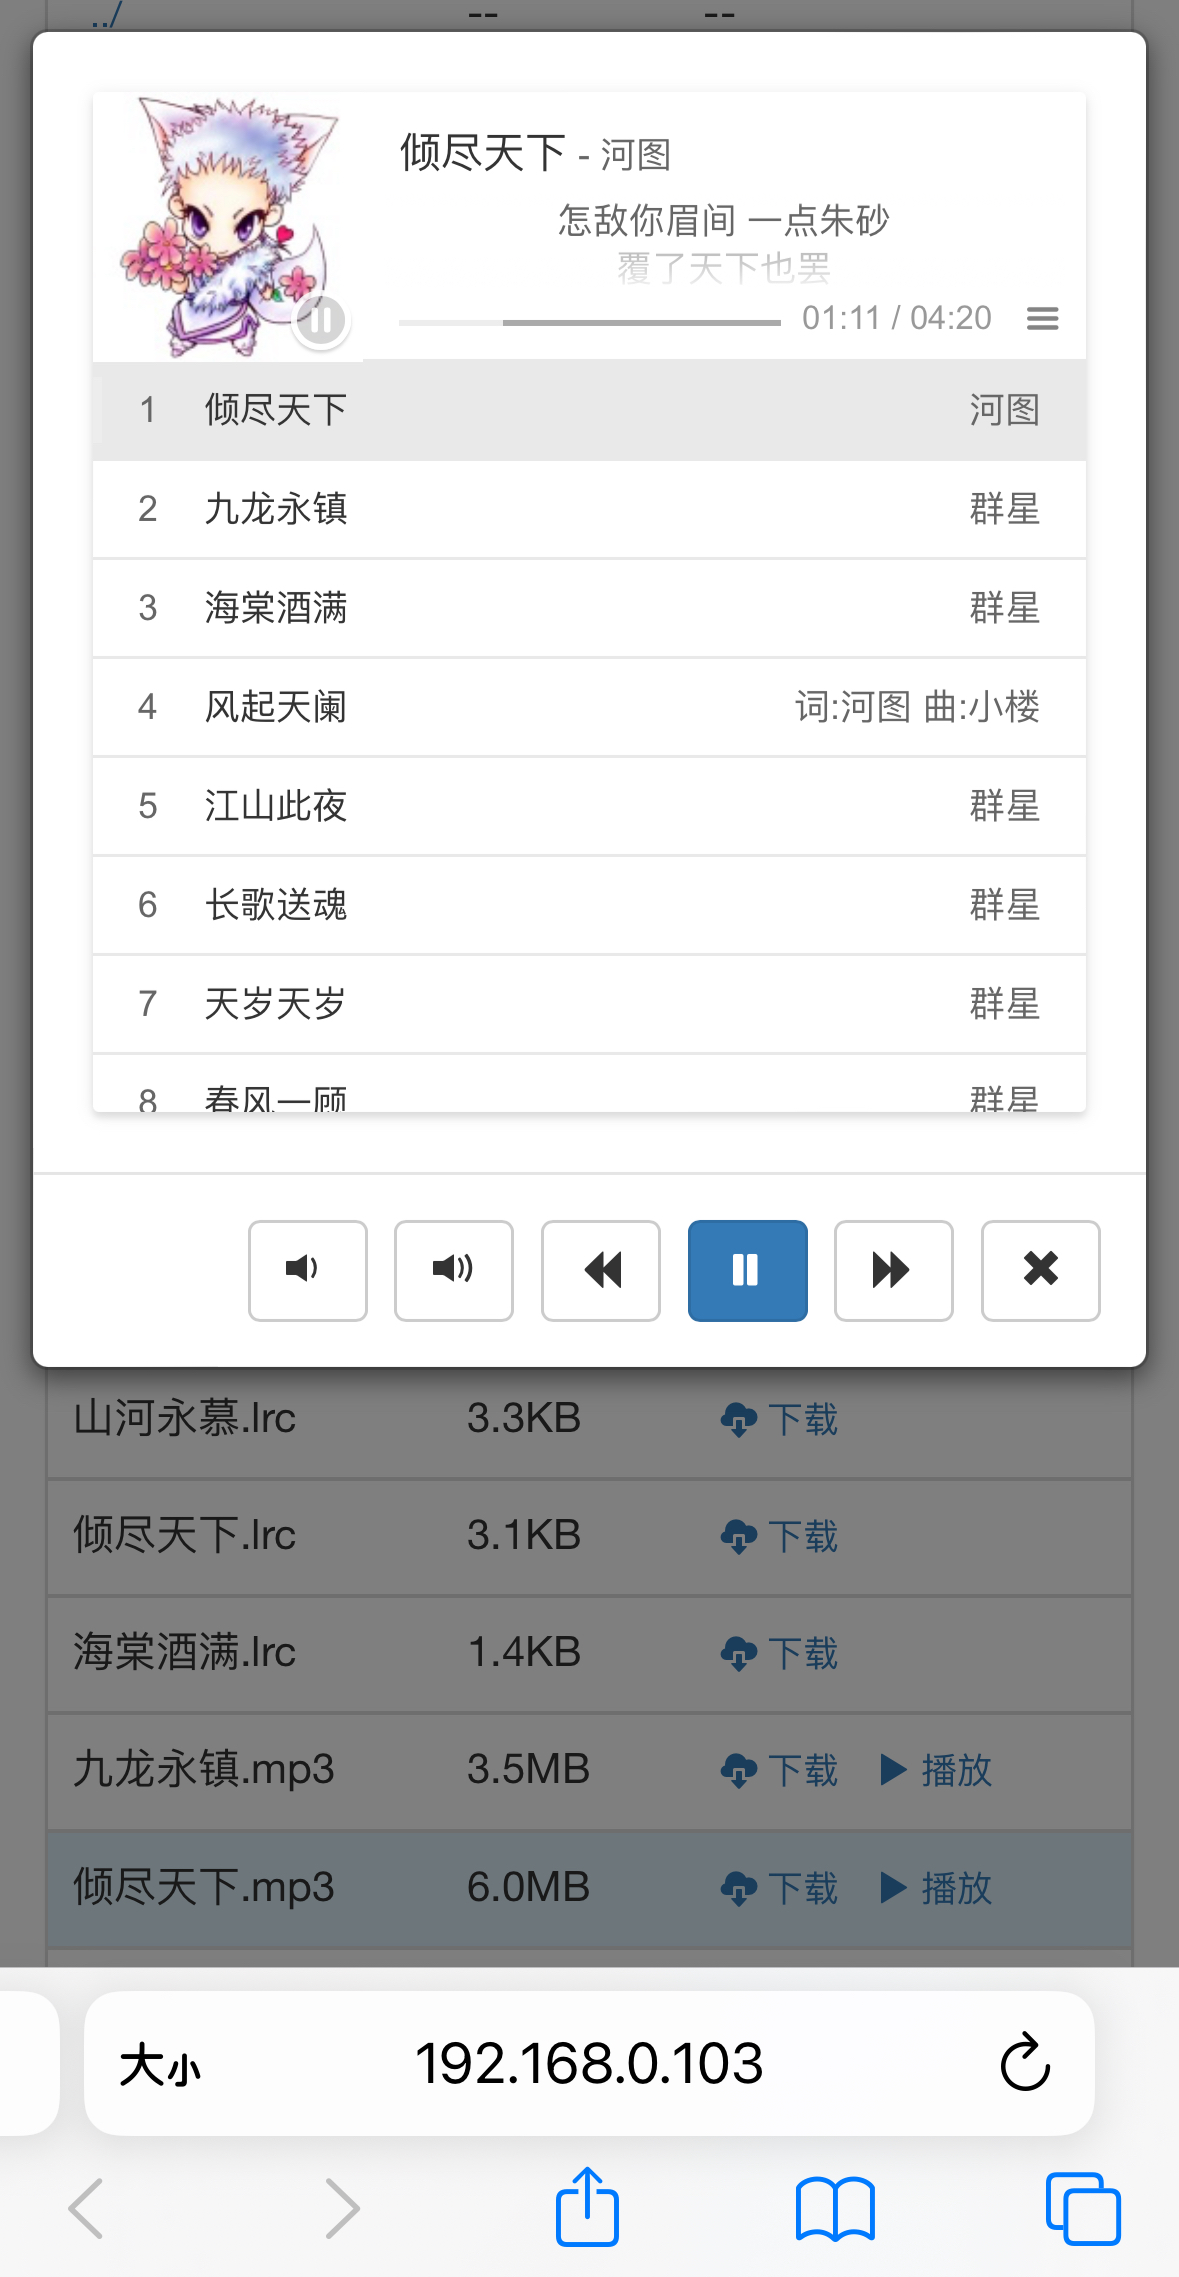 ../ -- --
倾尽天下 - 河图
怎敌你眉间 一点朱砂
覆了天下也罢
01:11 / 04:20
1 倾尽天下 河图
2 九龙永镇 群星
3 海棠酒满 群星
4 风起天阑 词:河图 曲:小楼
5 江山此夜 群星
6 长歌送魂 群星
7 天岁天岁 群星
8 春风一顾 群星
山河永慕.lrc 3.3KB 下载
倾尽天下.lrc 3.1KB 下载
海棠酒满.lrc 1.4KB 下载
九龙永镇.mp3 3.5MB 下载 播放
倾尽天下.mp3 6.0MB 下载 播放
大小 192.168.0.103